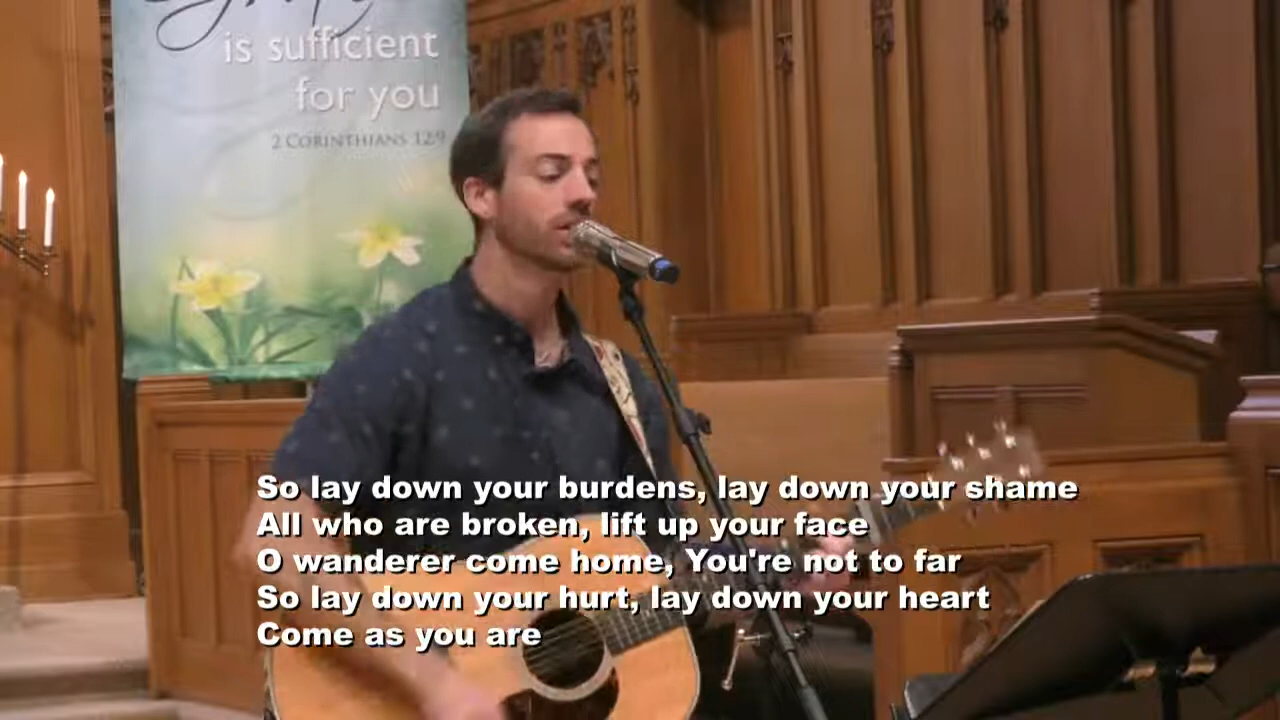 is sufficient
for you
2 CORINTHIANS 12:9
So lay down your burdens, lay down your shame
All who are broken, lift up your face
O wanderer come home, You're not to far
So lay down your hurt, lay down your heart
Come as you are